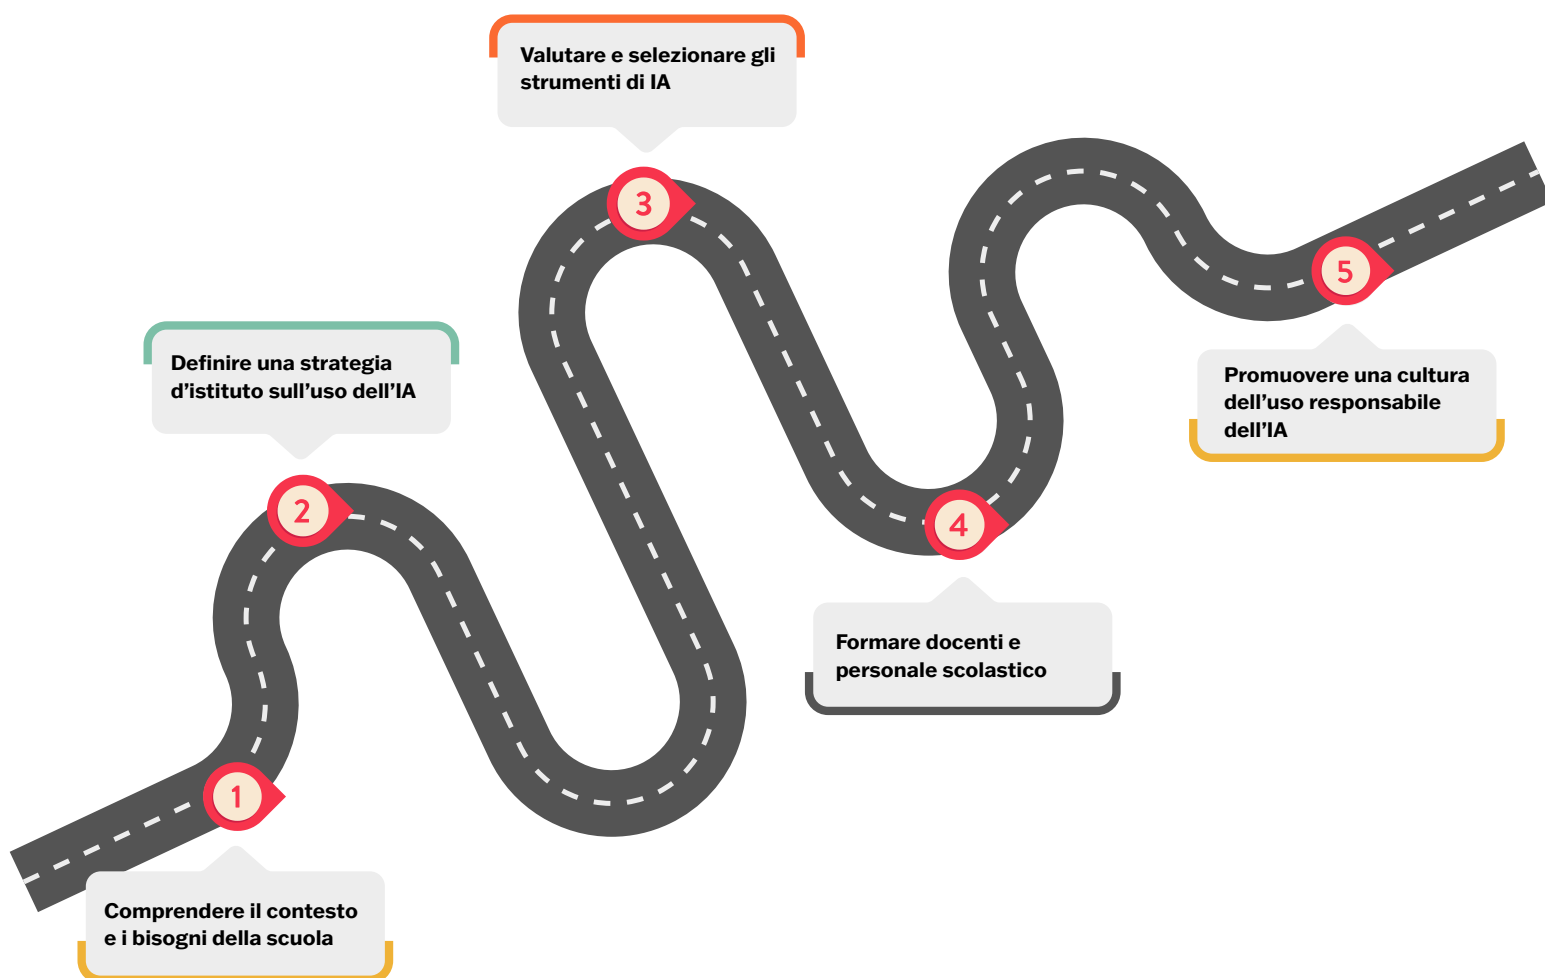 1
Comprendere il contesto
e i bisogni della scuola
2
Definire una strategia
d’istituto sull’uso dell’IA
3
Valutare e selezionare gli
strumenti di IA
4
Formare docenti e
personale scolastico
5
Promuovere una cultura
dell’uso responsabile
dell’IA